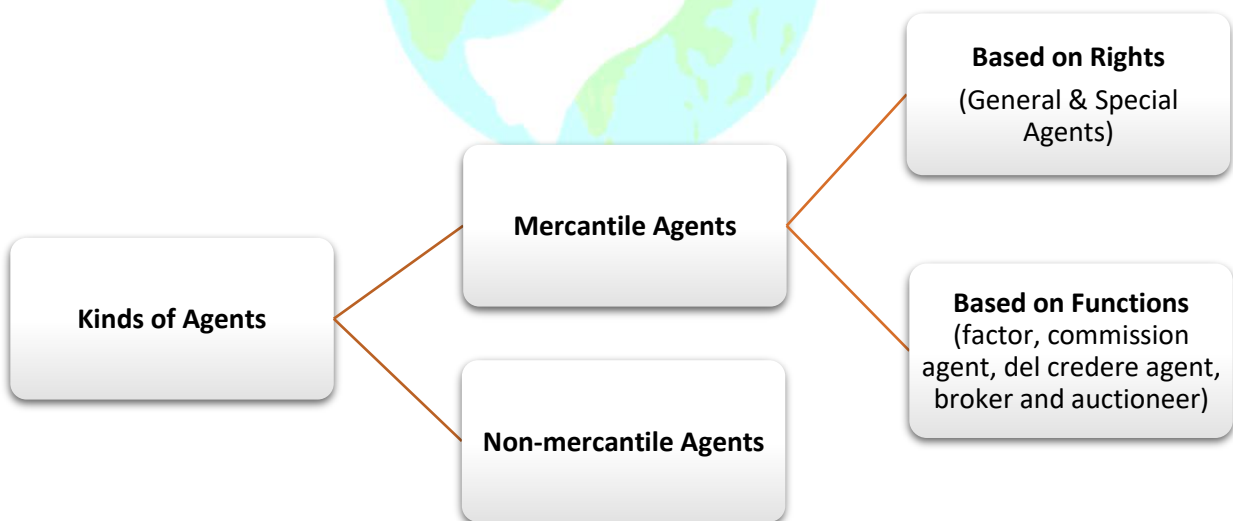 Kinds of Agents
Mercantile Agents
Non-mercantile Agents
Based on Rights
(General & Special
Agents)
Based on Functions
(factor, commission
agent, del credere agent,
broker and auctioneer)